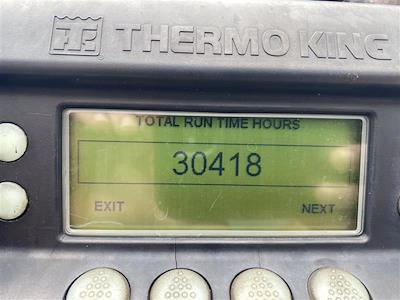 THERMO KING
TOTAL RUN TIME HOURS
30418
EXIT NEXT